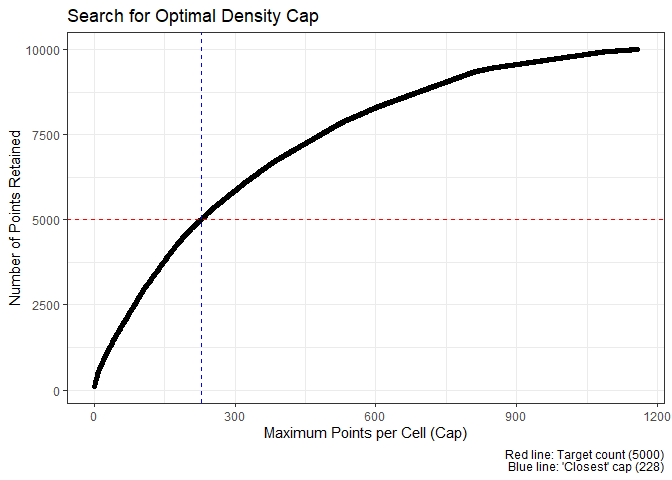 Search for Optimal Density Cap
10000
7500
5000
2500
0
Number of Points Retained
0 300 600 900 1200
Maximum Points per Cell (Cap)
Red line: Target count (5000)
Blue line: 'Closest' cap (228)